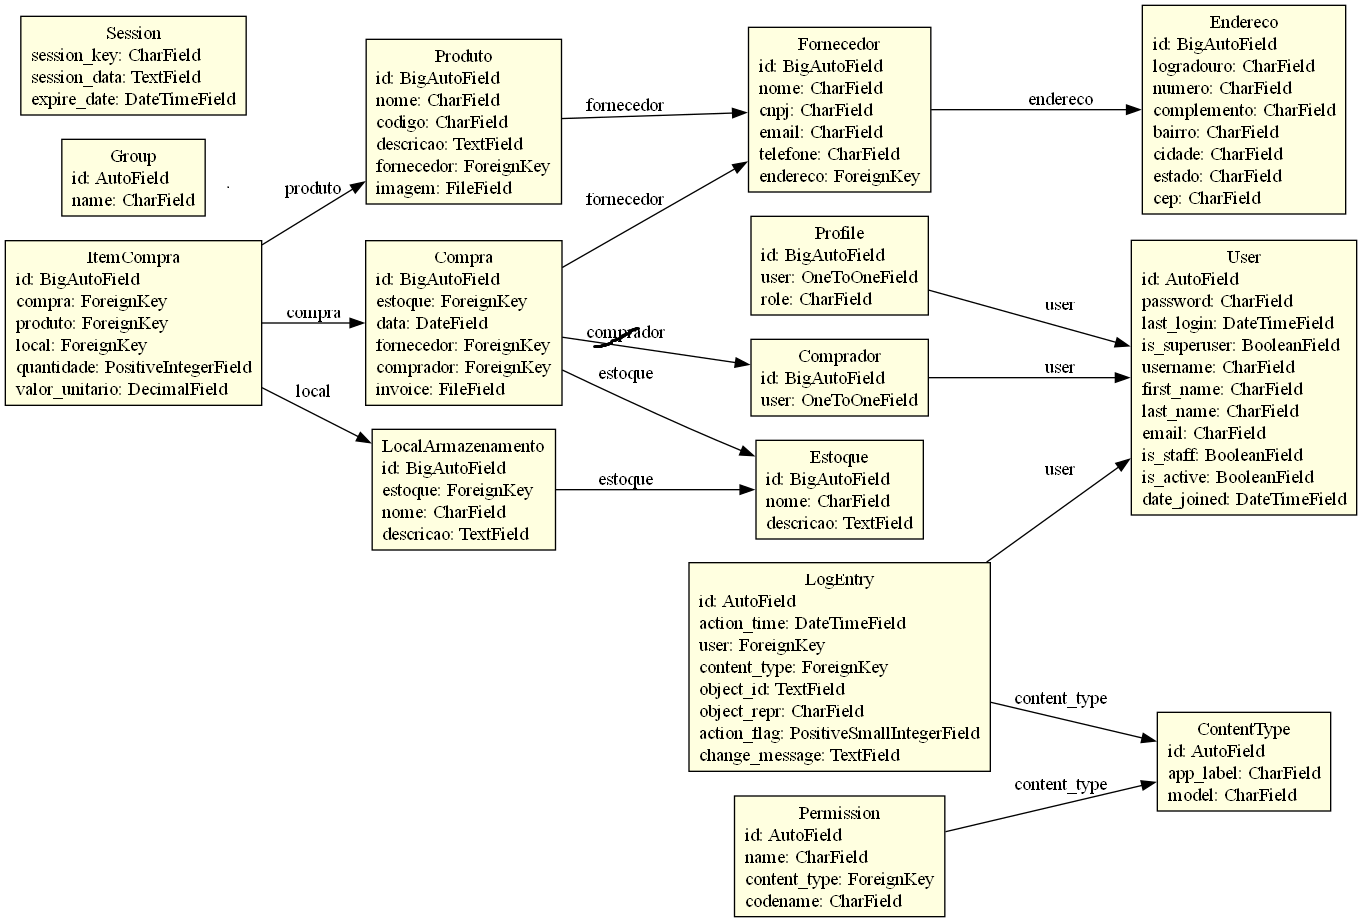 Session
session_key: CharField
session_data: TextField
expire_date: DateTimeField
Group
id: AutoField
name: CharField
ItemCompra
id: BigAutoField
compra: ForeignKey
produto: ForeignKey
local: ForeignKey
quantidade: PositiveIntegerField
valor_unitario: DecimalField
produto
compra
local
Produto
id: BigAutoField
nome: CharField
codigo: CharField
descricao: TextField
fornecedor: ForeignKey
imagem: FileField
Compra
id: BigAutoField
estoque: ForeignKey
data: DateField
fornecedor: ForeignKey
comprador: ForeignKey
invoice: FileField
LocalArmazenamento
id: BigAutoField
estoque: ForeignKey
nome: CharField
descricao: TextField
fornecedor
fornecedor
comprador
estoque
estoque
Fornecedor
id: BigAutoField
nome: CharField
cnpj: CharField
email: CharField
telefone: CharField
endereco: ForeignKey
Profile
id: BigAutoField
user: OneToOneField
role: CharField
Comprador
id: BigAutoField
user: OneToOneField
Estoque
id: BigAutoField
nome: CharField
descricao: TextField
LogEntry
id: AutoField
action_time: DateTimeField
user: ForeignKey
content_type: ForeignKey
object_id: TextField
object_repr: CharField
action_flag: PositiveSmallIntegerField
change_message: TextField
Permission
id: AutoField
name: CharField
content_type: ForeignKey
codename: CharField
endereco
user
user
user
content_type
content_type
Endereco
id: BigAutoField
logradouro: CharField
numero: CharField
complemento: CharField
bairro: CharField
cidade: CharField
estado: CharField
cep: CharField
User
id: AutoField
password: CharField
last_login: DateTimeField
is_superuser: BooleanField
username: CharField
first_name: CharField
last_name: CharField
email: CharField
is_staff: BooleanField
is_active: BooleanField
date_joined: DateTimeField
ContentType
id: AutoField
app_label: CharField
model: CharField